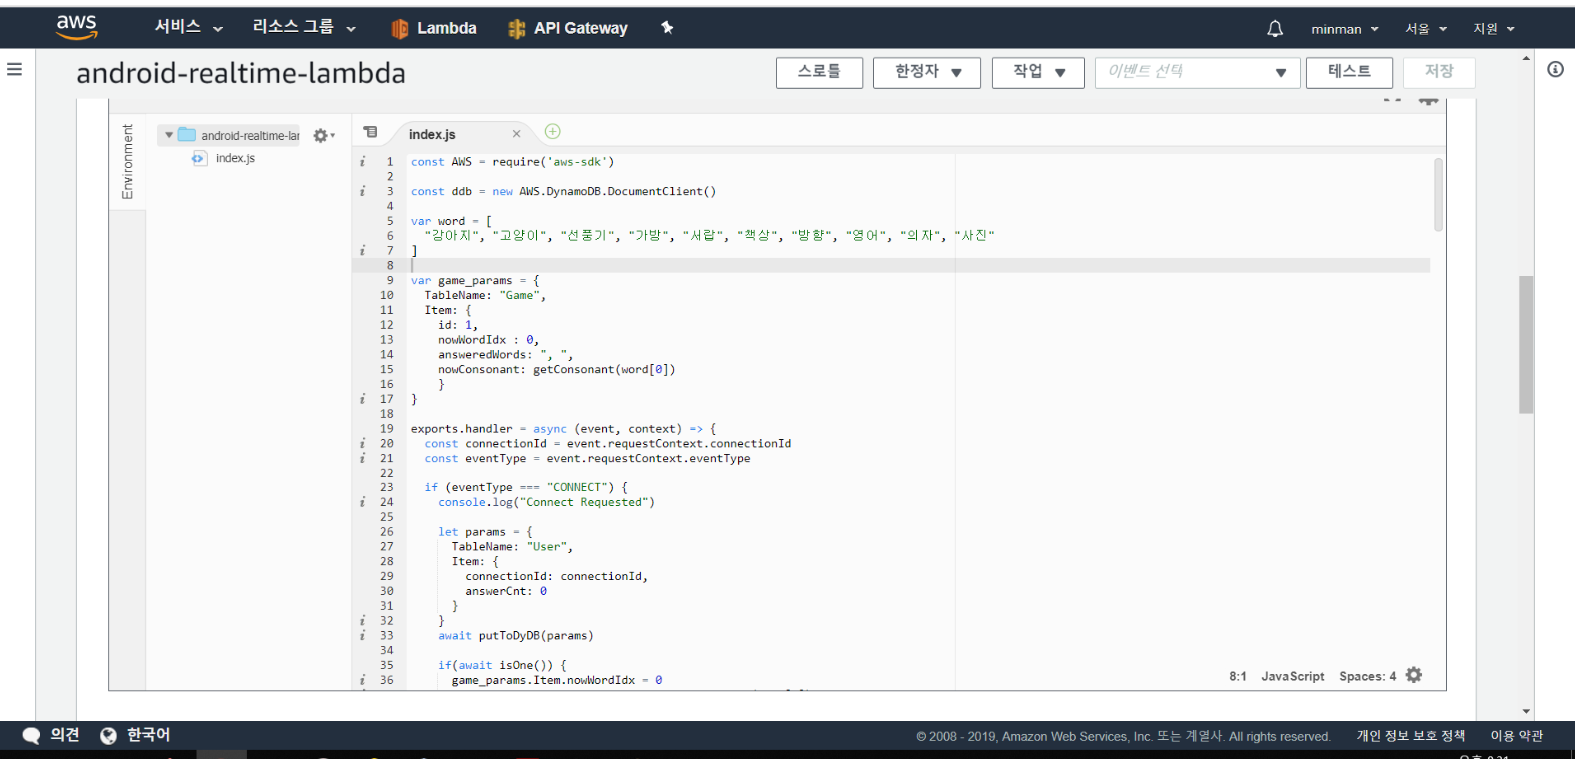 aws 서비스 리소스 그룹 Lambda API Gateway minman 서울 지원
android-realtime-lambda 스로틀 한정자 작업 이벤트 선택 테스트 저장
Environment
android-realtime-lar
index.js
index.js
1 const AWS = require('aws-sdk')
2
3 const ddb = new AWS.DynamoDB.DocumentClient()
4
5 var word = [
6 "강아지", "고양이", "선풍기", "가방", "서랍", "책상", "방향", "영어", "의자", "사진"
7 ]
8
9 var game_params = {
10 TableName: "Game",
11 Item: {
12 id: 1,
13 nowWordIdx : 0,
14 answeredWords: ", ",
15 nowConsonant: getConsonant(word[0])
16 }
17 }
18
19 exports.handler = async (event, context) => {
20 const connectionId = event.requestContext.connectionId
21 const eventType = event.requestContext.eventType
22
23 if (eventType === "CONNECT") {
24 console.log("Connect Requested")
25
26 let params = {
27 TableName: "User",
28 Item: {
29 connectionId: connectionId,
30 answerCnt: 0
31 }
32 }
33 await putToDyDB(params)
34
35 if(await isOne()) {
36 game_params.Item.nowWordIdx = 0
8:1 JavaScript Spaces: 4
의견 한국어 © 2008 - 2019, Amazon Web Services, Inc. 또는 계열사. All rights reserved. 개인 정보 보호 정책 이용 약관